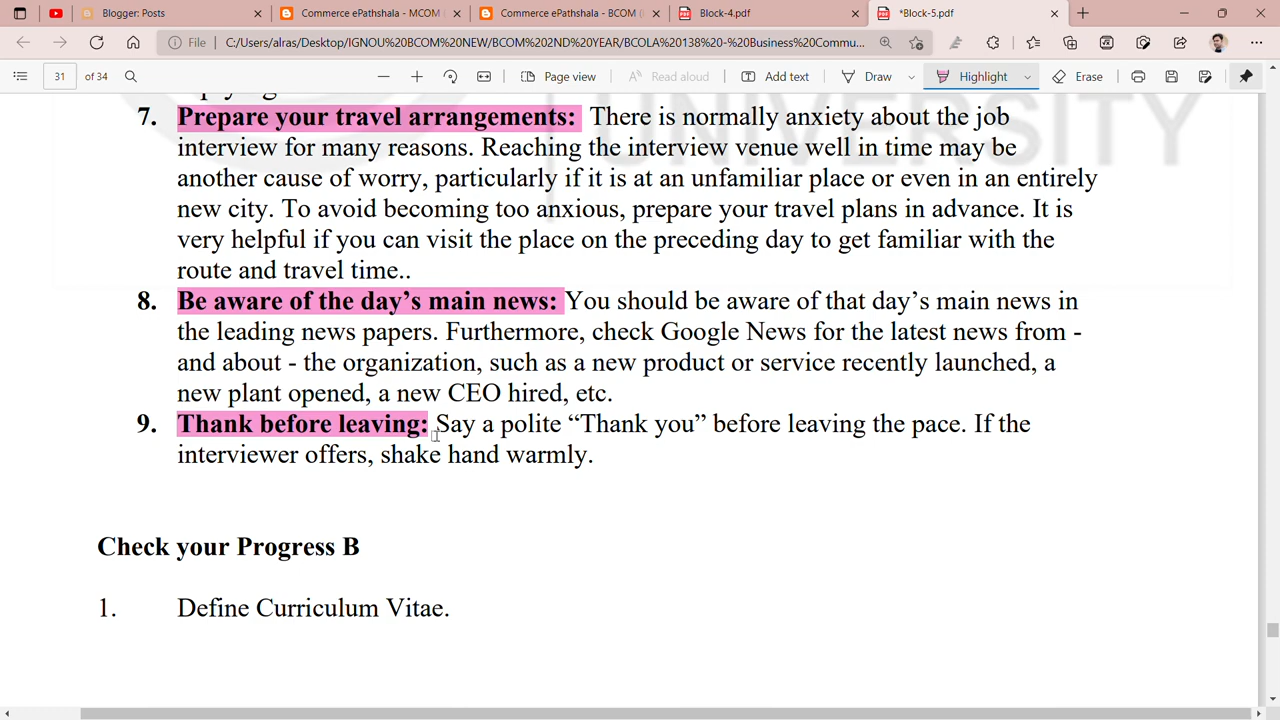 Blogger: Posts
Commerce ePathshala - MCOM (
Commerce ePathshala - BCOM (
Block-4.pdf
*Block-5.pdf
File C:/Users/alras/Desktop/IGNOU%20BCOM%20NEW/BCOM%202ND%20YEAR/BCOLA%20138%20-%20Business%20Commu...
31 of 34 Page view Read aloud Add text Draw Highlight Erase
UNIVERSITY
7. Prepare your travel arrangements: There is normally anxiety about the job
interview for many reasons. Reaching the interview venue well in time may be
another cause of worry, particularly if it is at an unfamiliar place or even in an entirely
new city. To avoid becoming too anxious, prepare your travel plans in advance. It is
very helpful if you can visit the place on the preceding day to get familiar with the
route and travel time..
8. Be aware of the day’s main news: You should be aware of that day’s main news in
the leading news papers. Furthermore, check Google News for the latest news from -
and about - the organization, such as a new product or service recently launched, a
new plant opened, a new CEO hired, etc.
9. Thank before leaving: Say a polite “Thank you” before leaving the pace. If the
interviewer offers, shake hand warmly.
Check your Progress B
1. Define Curriculum Vitae.